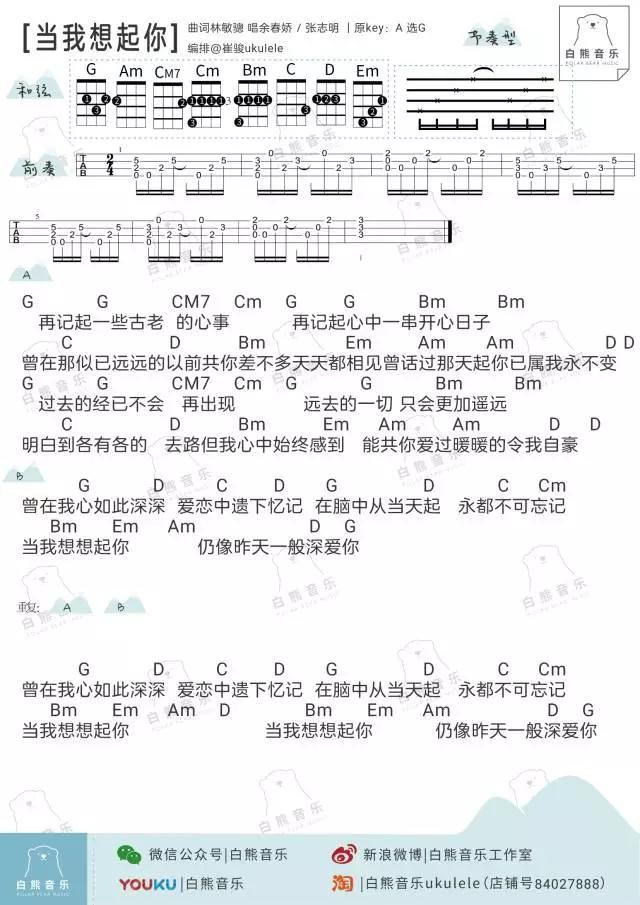 [当我想起你]
曲词林敏骢 唱余春娇 / 张志明 | 原key：A 选G
编排@崔骏ukulele
节奏型
白熊音乐
POLAR BEAR MUSIC
和弦
G Am CM7 Cm Bm C D Em
前奏
A
G G CM7 Cm G G Bm Bm
再记起一些古老 的心事 再记起心中一串开心日子
C D Bm Em Am Am D D
曾在那似已远远的以前共你差不多天天都相见曾话过那天起你已属我永不变
G G CM7 Cm G G Bm Bm
过去的经已不会 再出现 远去的一切 只会更加遥远
C D Bm Em Am Am D D
明白到各有各的 去路但我心中始终感到 能共你爱过暖暖的令我自豪
B
G D C D G D C Cm
曾在我心如此深深 爱恋中遗下忆记 在脑中从当天起 永都不可忘记
Bm Em Am D G
当我想想起你 仍像昨天一般深爱你
重复： A B
G D C D G D C Cm
曾在我心如此深深 爱恋中遗下忆记 在脑中从当天起 永都不可忘记
Bm Em Am D Bm Em Am D G
当我想想起你 当我想想起你 仍像昨天一般深爱你
白熊音乐
POLAR BEAR MUSIC
微信公众号|白熊音乐
新浪微博|白熊音乐工作室
YOUKU|白熊音乐
淘|白熊音乐ukulele(店铺号84027888)